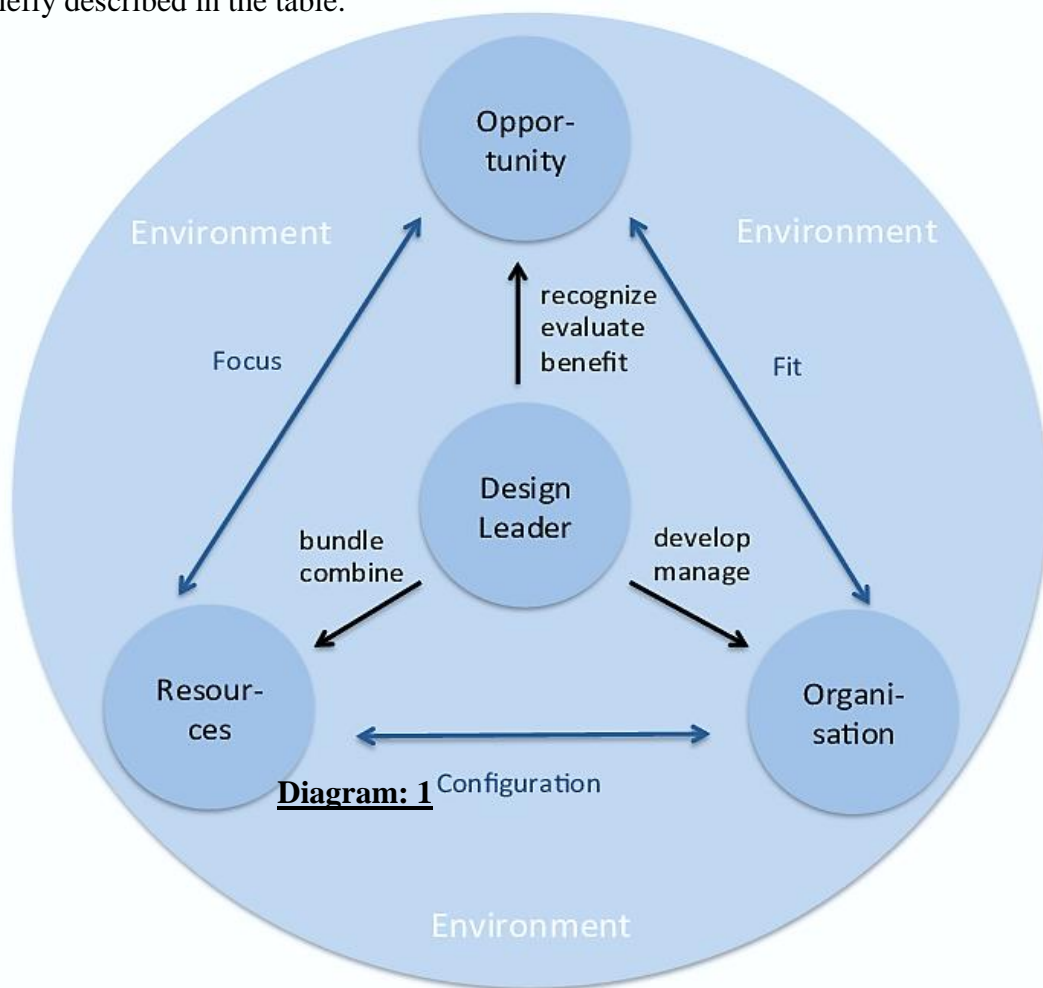 described in the table.
Oppor-
tunity
Environment
Environment
recognize
evaluate
benefit
Focus
Fit
Design
Leader
bundle
combine
develop
manage
Resour-
ces
Organi-
sation
Diagram: 1
Configuration
Environment